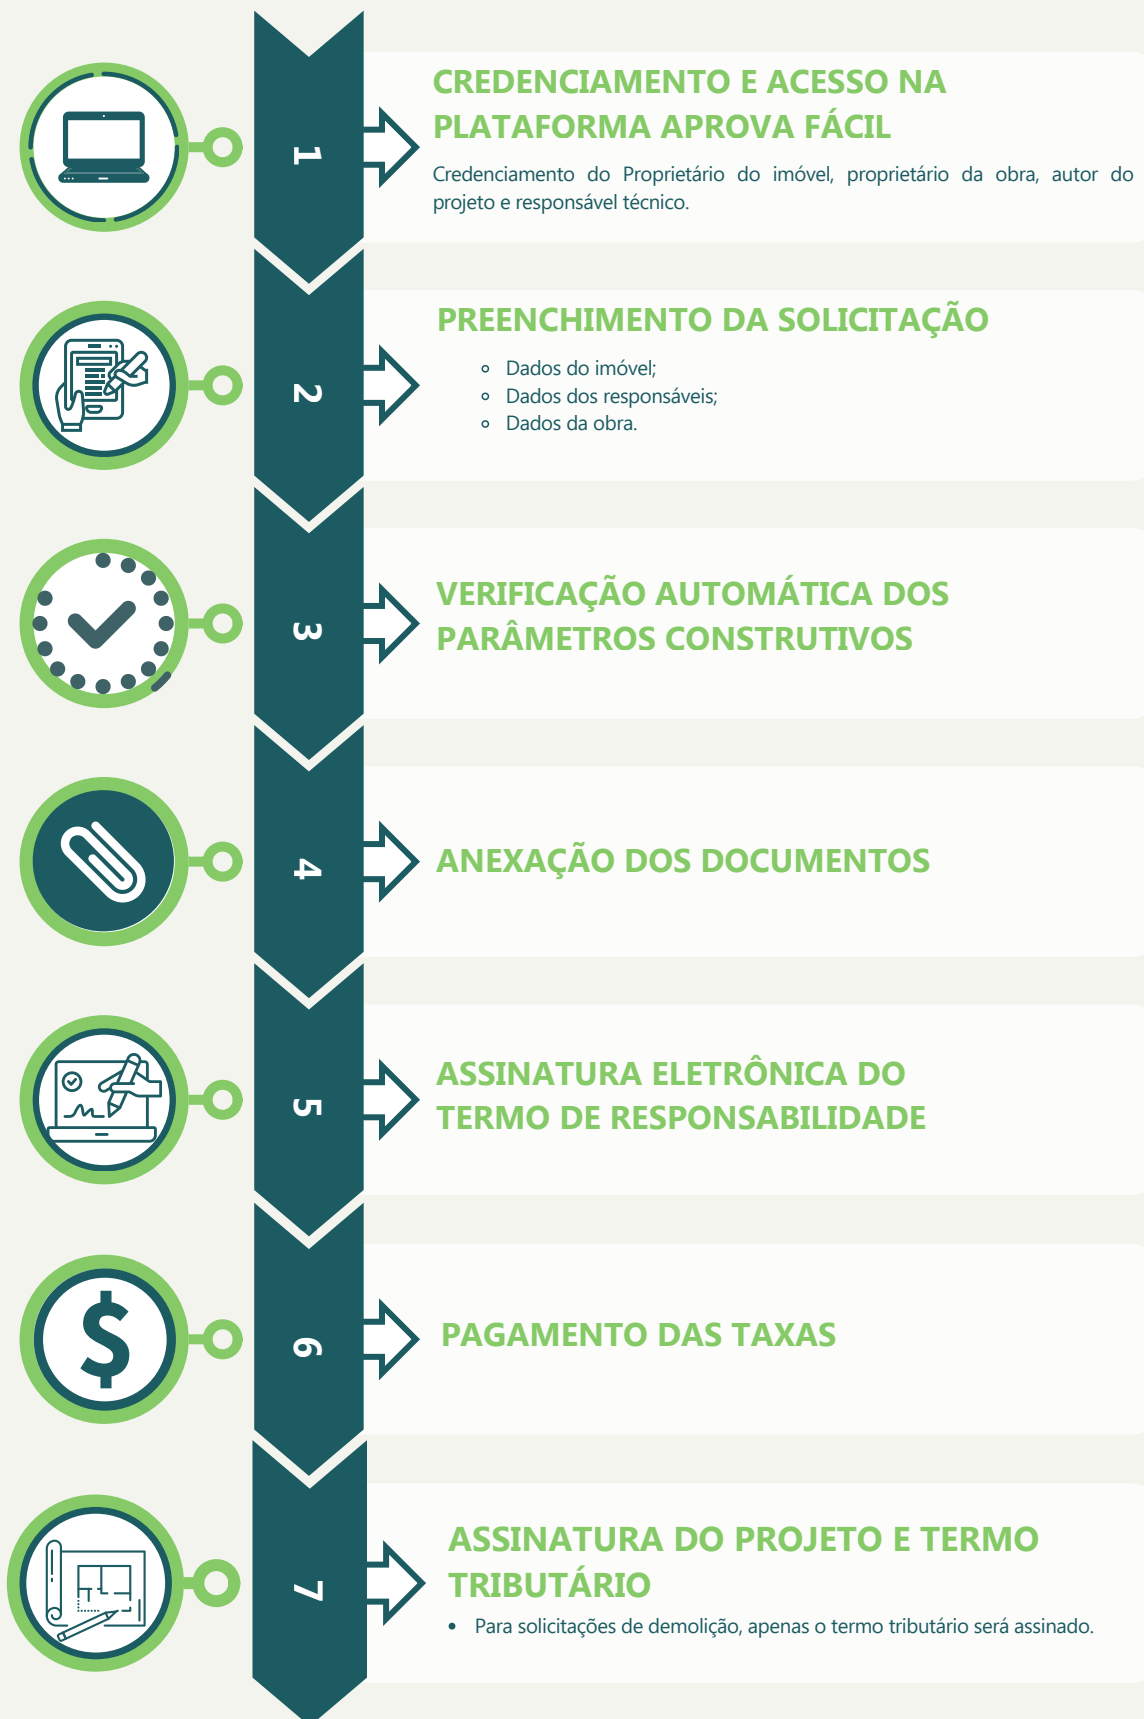 1
CREDENCIAMENTO E ACESSO NA
PLATAFORMA APROVA FÁCIL
Credenciamento do Proprietário do imóvel, proprietário da obra, autor do
projeto e responsável técnico.
2
PREENCHIMENTO DA SOLICITAÇÃO
Dados do imóvel;
Dados dos responsáveis;
Dados da obra.
3
VERIFICAÇÃO AUTOMÁTICA DOS
PARÂMETROS CONSTRUTIVOS
4
ANEXAÇÃO DOS DOCUMENTOS
5
ASSINATURA ELETRÔNICA DO
TERMO DE RESPONSABILIDADE
6
PAGAMENTO DAS TAXAS
7
ASSINATURA DO PROJETO E TERMO
TRIBUTÁRIO
• Para solicitações de demolição, apenas o termo tributário será assinado.